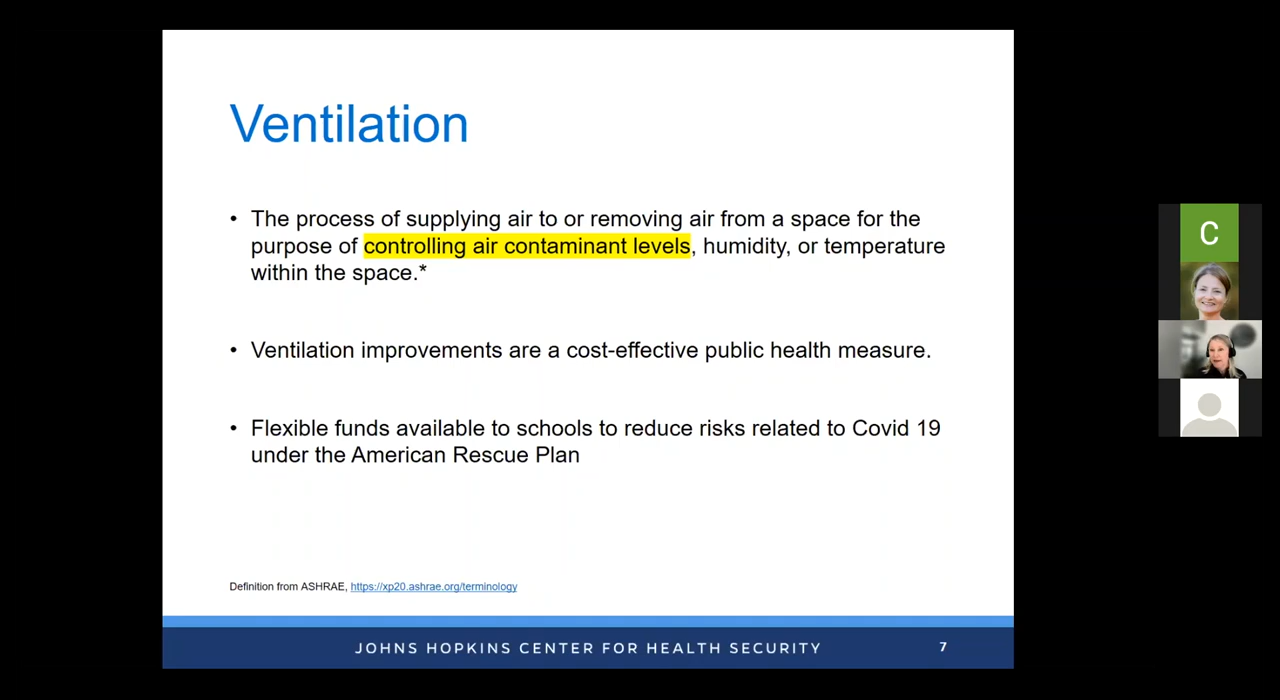 Ventilation
• The process of supplying air to or removing air from a space for the
purpose of controlling air contaminant levels, humidity, or temperature
within the space.*
• Ventilation improvements are a cost-effective public health measure.
• Flexible funds available to schools to reduce risks related to Covid 19
under the American Rescue Plan
Definition from ASHRAE, https://xp20.ashrae.org/terminology
JOHNS HOPKINS CENTER FOR HEALTH SECURITY 7
C